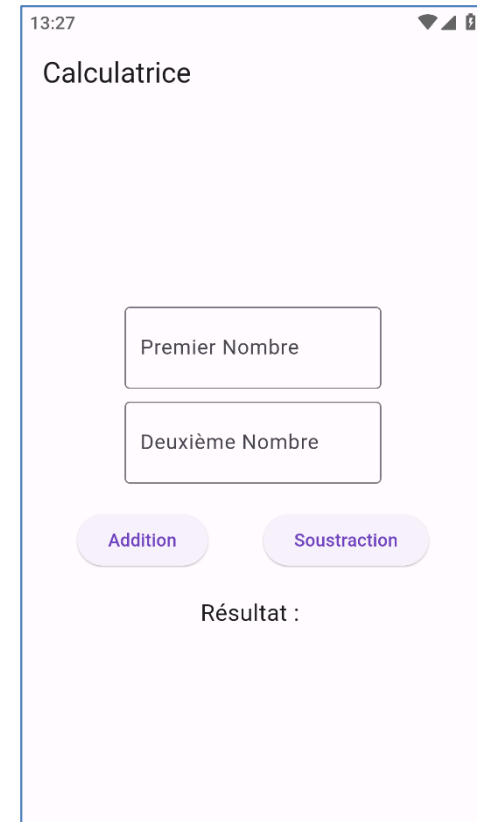 13:27
Calculatrice
Premier Nombre
Deuxième Nombre
Addition Soustraction
Résultat :